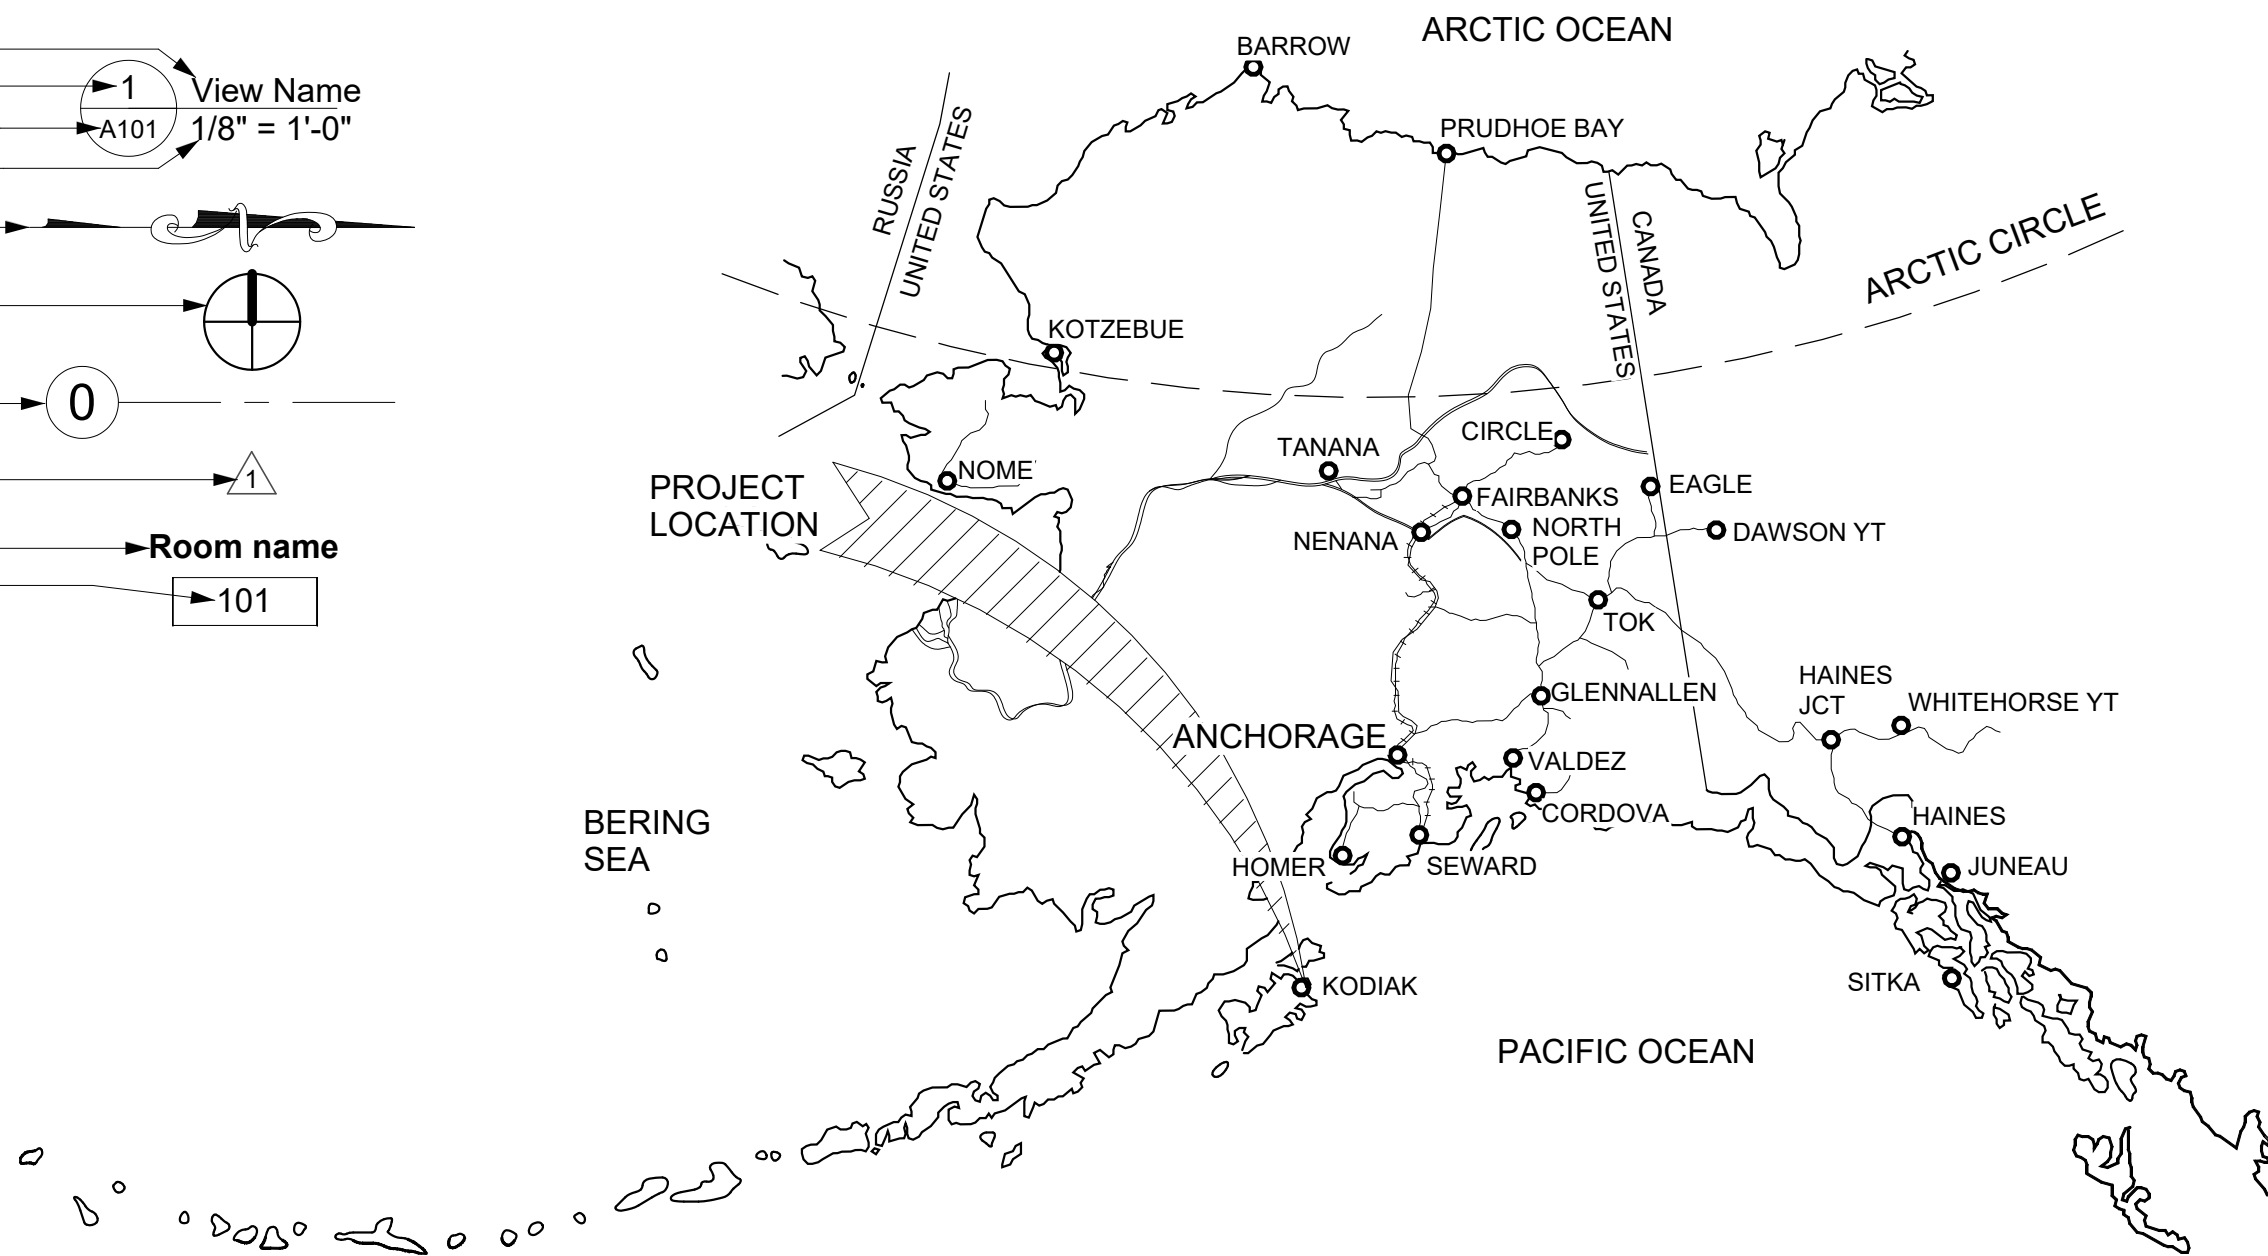 1
View Name
A101
1/8" = 1'-0"
0
1
Room name
101
ARCTIC OCEAN
BARROW
PRUDHOE BAY
RUSSIA
UNITED STATES
UNITED STATES
CANADA
ARCTIC CIRCLE
KOTZEBUE
TANANA
CIRCLE
NOME
PROJECT
LOCATION
EAGLE
FAIRBANKS
NENANA
NORTH
POLE
DAWSON YT
TOK
HAINES
JCT
WHITEHORSE YT
GLENNALLEN
ANCHORAGE
VALDEZ
CORDOVA
BERING
SEA
HOMER
SEWARD
HAINES
JUNEAU
SITKA
KODIAK
PACIFIC OCEAN